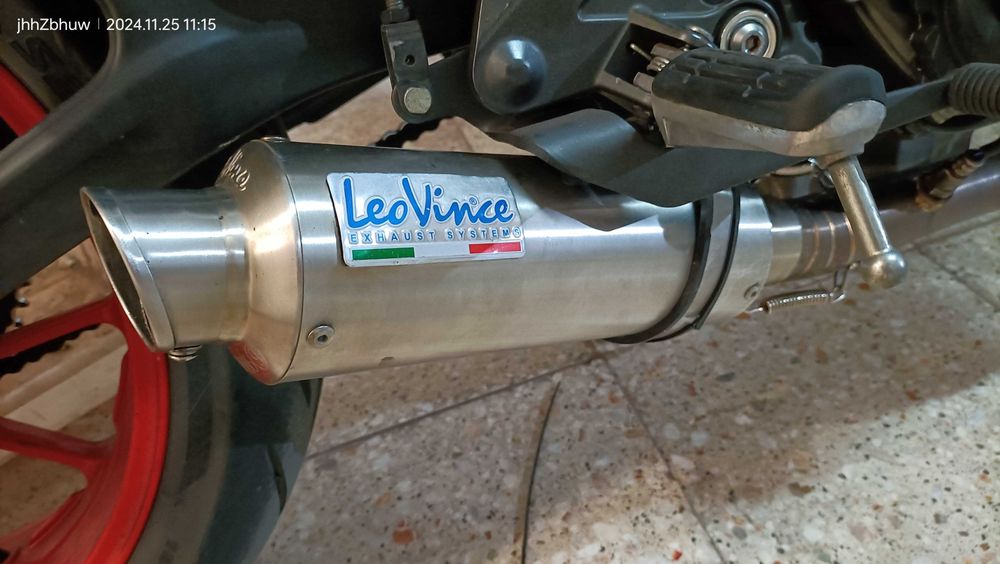 jhhZbhuw | 2024.11.25 11:15
LeoVince
EXHAUST SYSTEMS